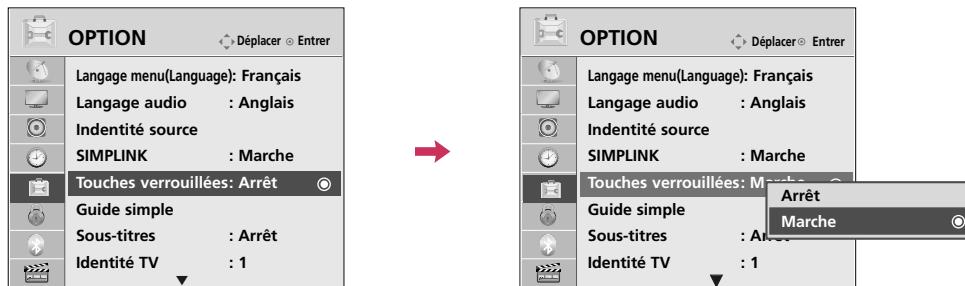 OPTION Déplacer Entrer
Langage menu(Language): Français
Langage audio : Anglais
Indentité source
SIMPLINK : Marche
Touches verrouillées: Arrêt
Guide simple
Sous-titres : Arrêt
Identité TV : 1
OPTION Déplacer Entrer
Langage menu(Language): Français
Langage audio : Anglais
Indentité source
SIMPLINK : Marche
Touches verrouillées: Marche
Guide simple
Sous-titres : Arrêt
Identité TV : 1
Arrêt
Marche